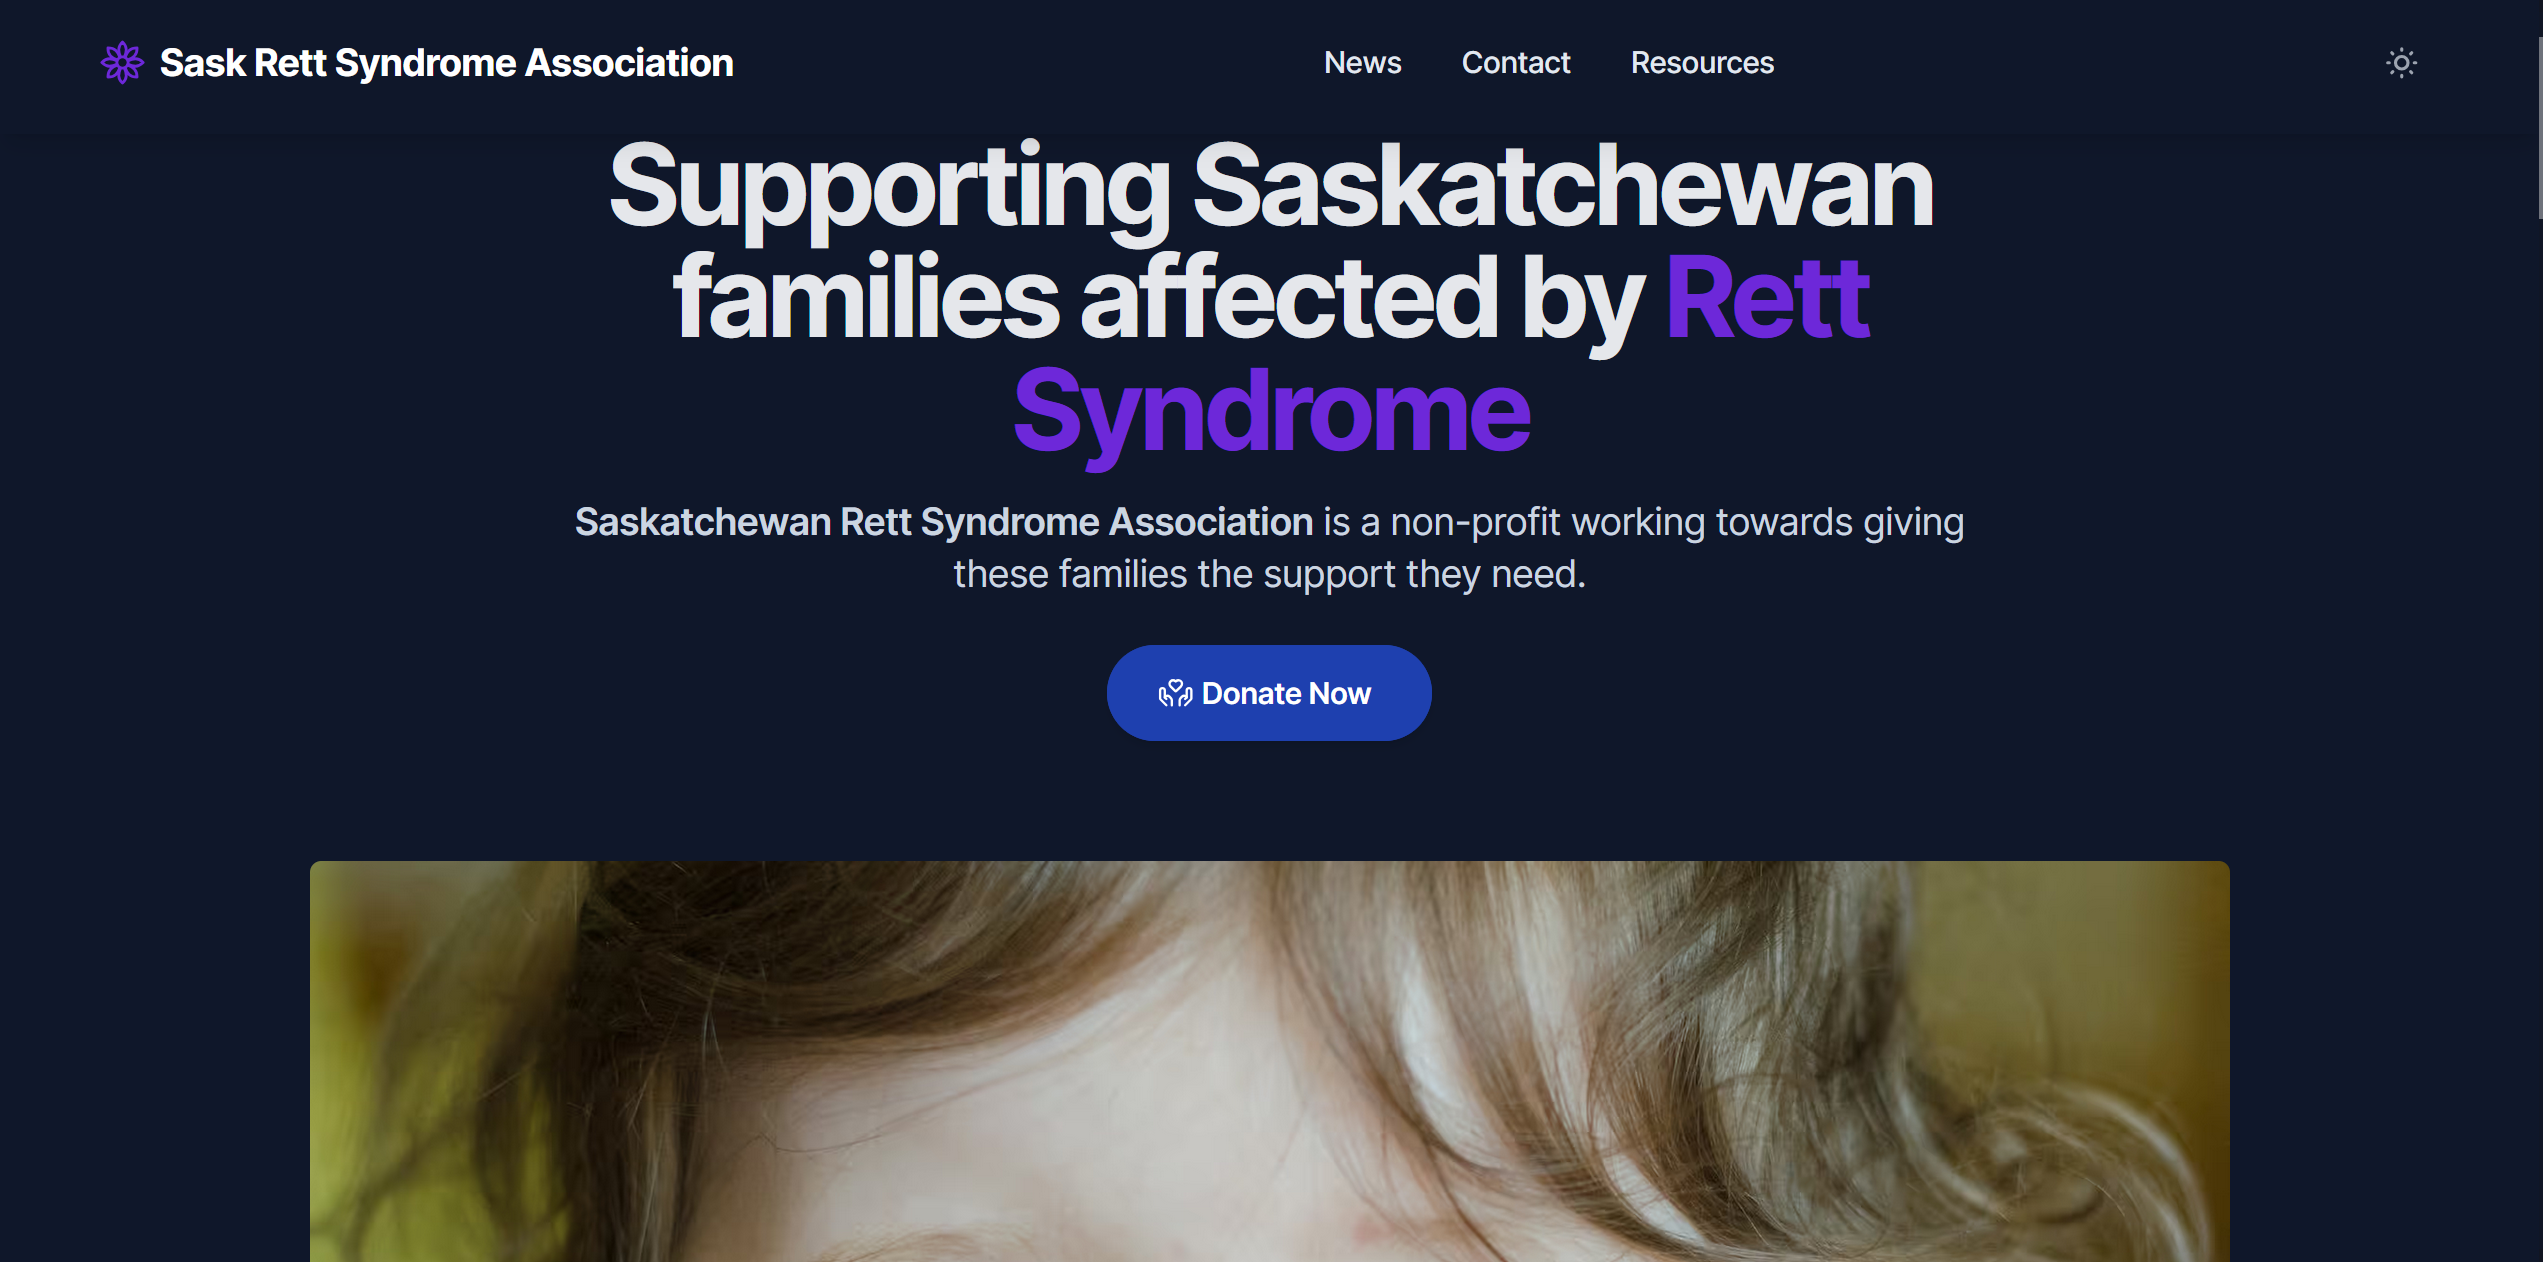 Sask Rett Syndrome Association
News Contact Resources
Supporting Saskatchewan
families affected by Rett
Syndrome
Saskatchewan Rett Syndrome Association is a non-profit working towards giving
these families the support they need.
Donate Now